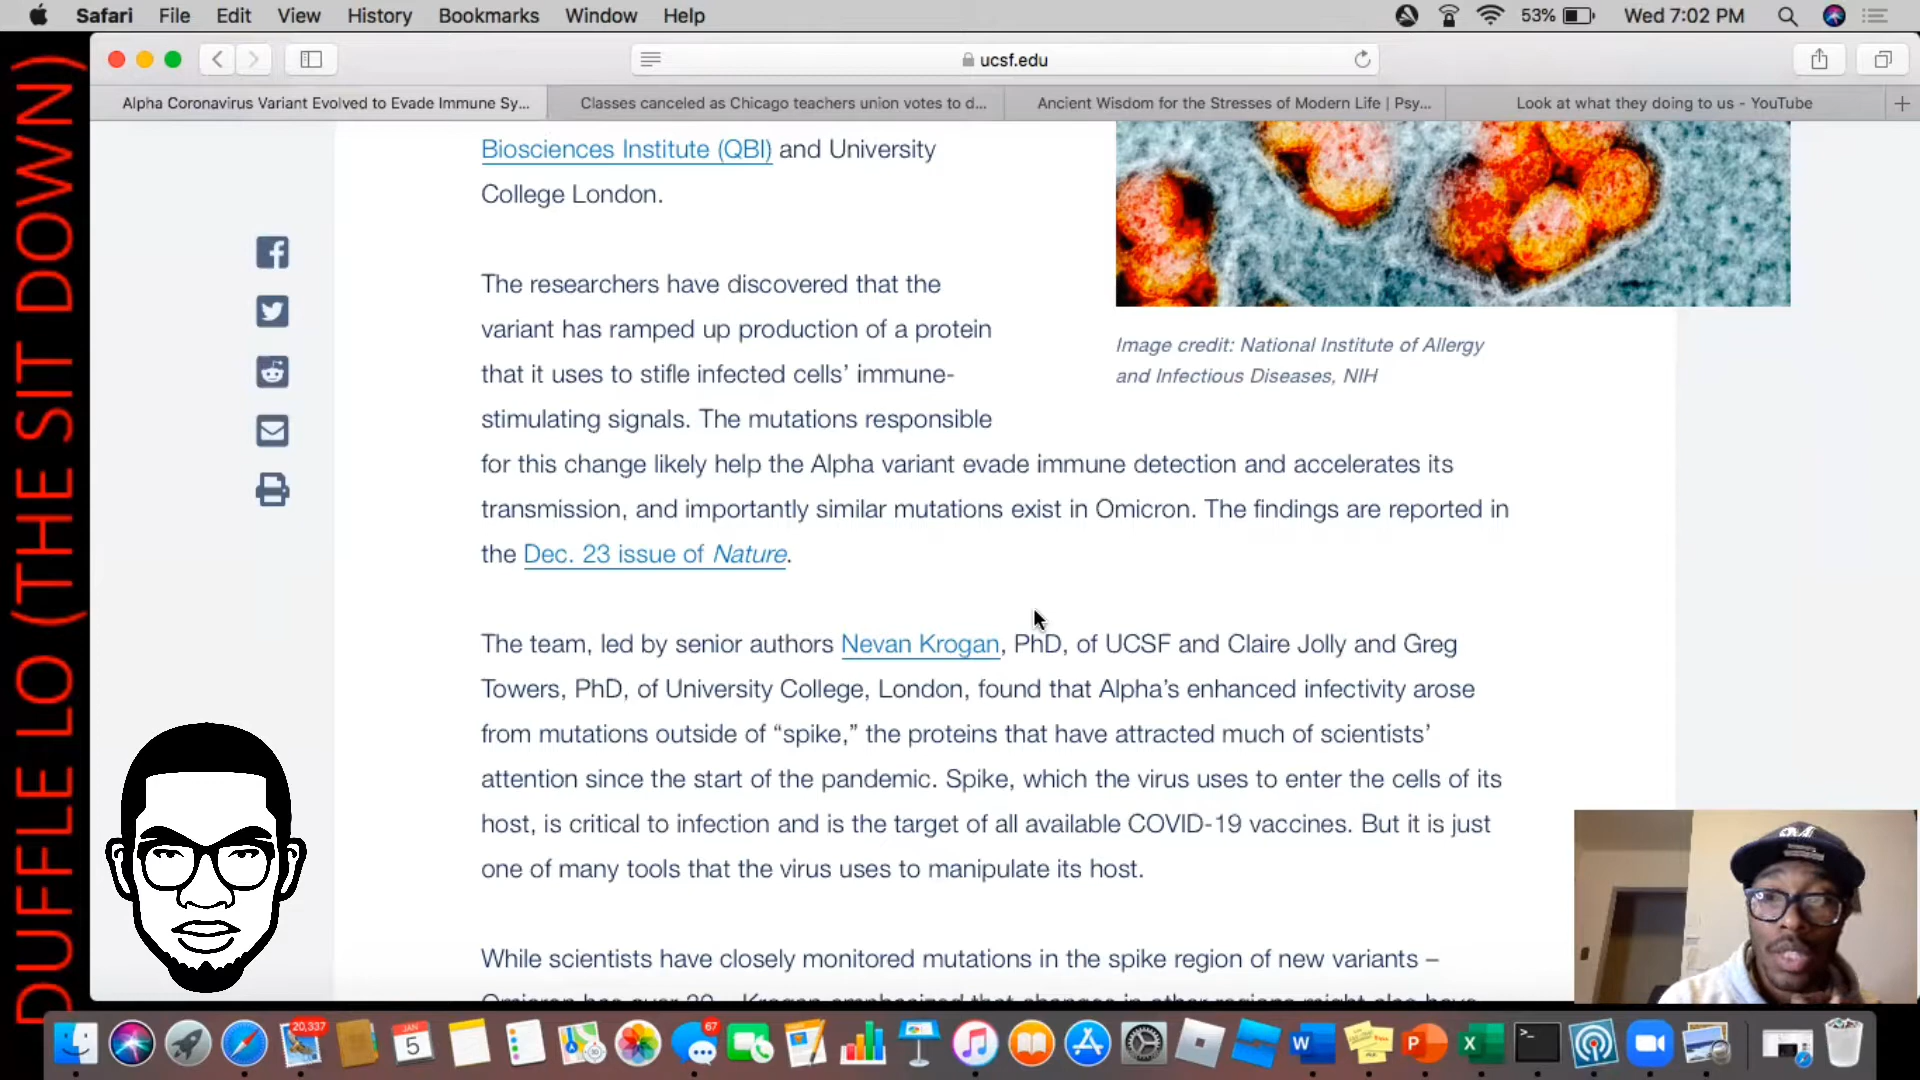 Safari File Edit View History Bookmarks Window Help 53% Wed 7:02 PM
ucsf.edu
Alpha Coronavirus Variant Evolved to Evade Immune Sy... Classes canceled as Chicago teachers union votes to d... Ancient Wisdom for the Stresses of Modern Life | Psy... Look at what they doing to us - YouTube
DUFFLE LO (THE SIT DOWN)
Biosciences Institute (QBI) and University
College London.
The researchers have discovered that the
variant has ramped up production of a protein
that it uses to stifle infected cells’ immune-
stimulating signals. The mutations responsible
for this change likely help the Alpha variant evade immune detection and accelerates its
transmission, and importantly similar mutations exist in Omicron. The findings are reported in
the Dec. 23 issue of Nature.
Image credit: National Institute of Allergy
and Infectious Diseases, NIH
The team, led by senior authors Nevan Krogan, PhD, of UCSF and Claire Jolly and Greg
Towers, PhD, of University College, London, found that Alpha’s enhanced infectivity arose
from mutations outside of “spike,” the proteins that have attracted much of scientists’
attention since the start of the pandemic. Spike, which the virus uses to enter the cells of its
host, is critical to infection and is the target of all available COVID-19 vaccines. But it is just
one of many tools that the virus uses to manipulate its host.
While scientists have closely monitored mutations in the spike region of new variants –
20,337
JAN
5
67
W
P
X